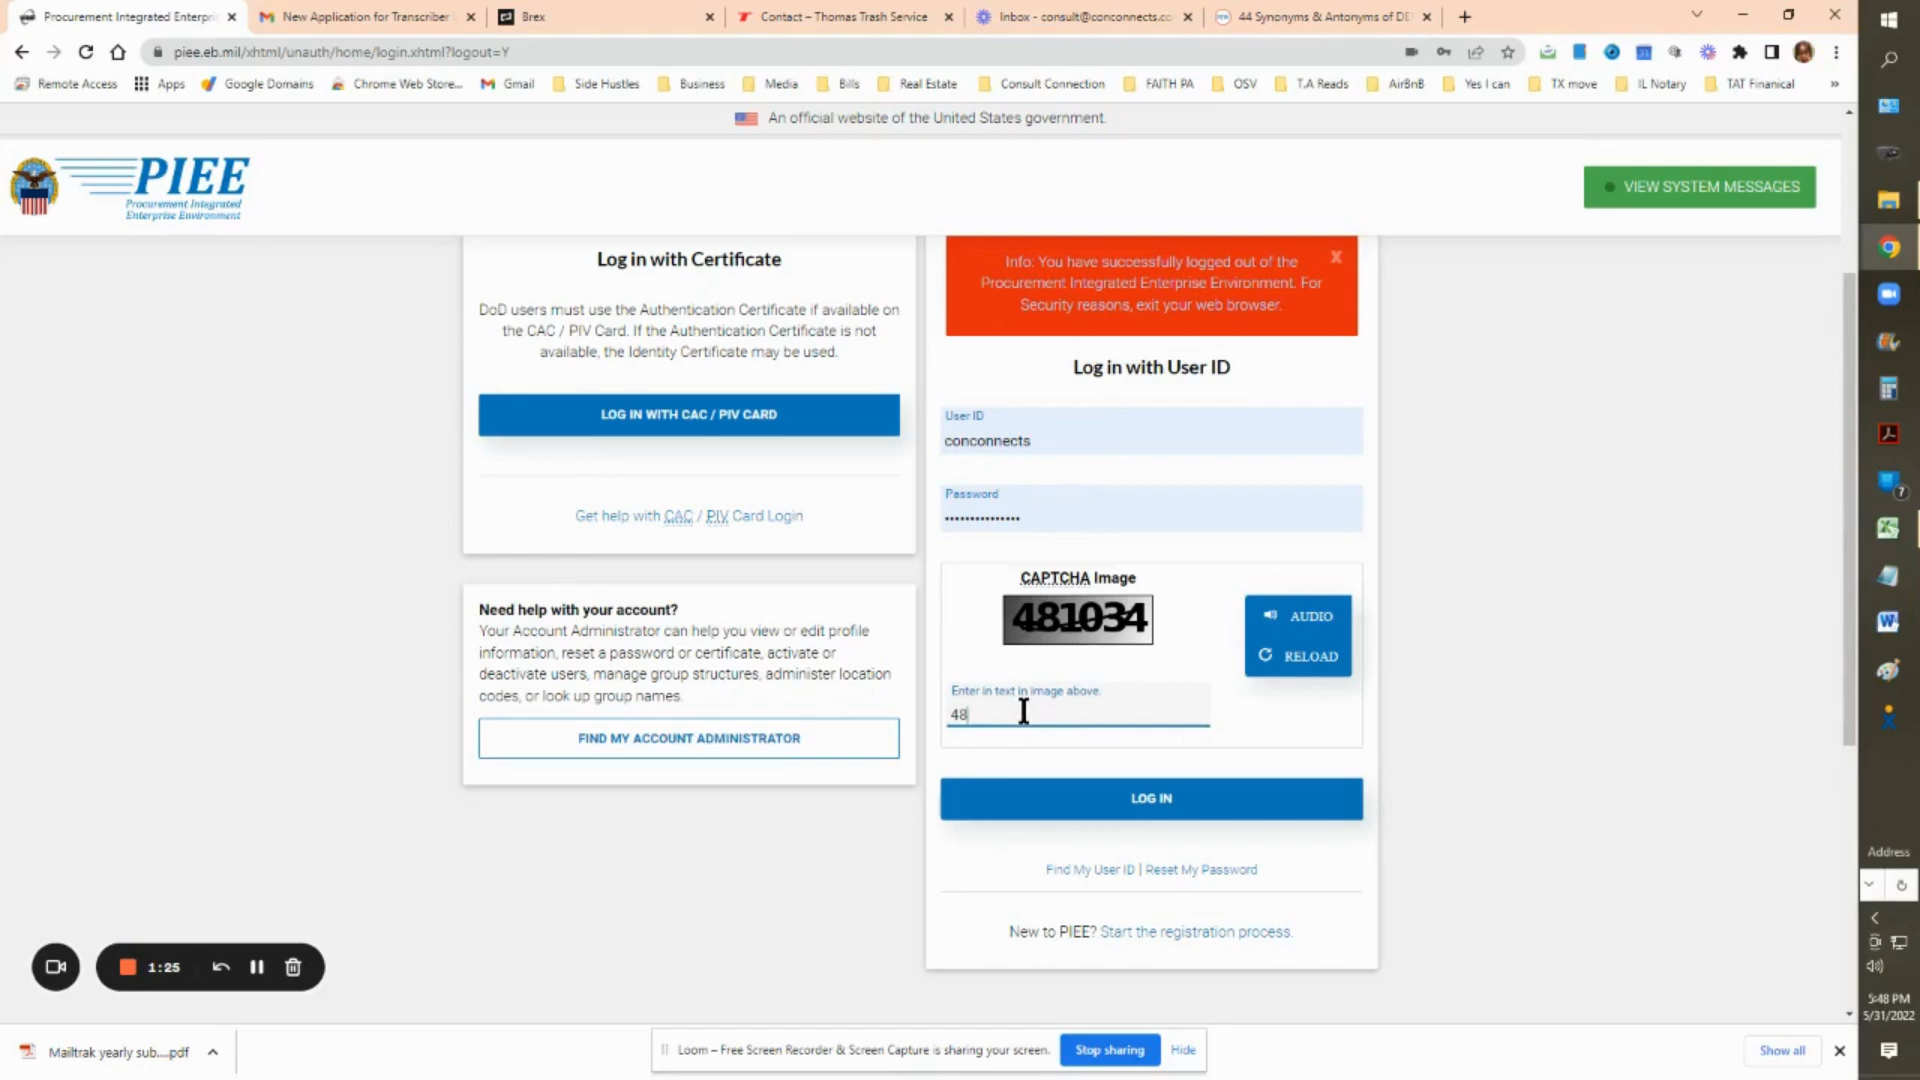 Procurement Integrated Enterpri
New Application for Transcriber
Brex
Contact – Thomas Trash Service
Inbox - consult@conconnects.co
44 Synonyms & Antonyms of DE
piee.eb.mil/xhtml/unauth/home/login.xhtml?logout=Y
Remote Access
Apps
Google Domains
Chrome Web Store...
Gmail
Side Hustles
Business
Media
Bills
Real Estate
Consult Connection
FAITH PA
OSV
T.A Reads
AirBnB
Yes I can
TX move
IL Notary
TAT Finanical
»
An official website of the United States government.
PIEE
Procurement Integrated
Enterprise Environment
VIEW SYSTEM MESSAGES
Log in with Certificate
DoD users must use the Authentication Certificate if available on
the CAC / PIV Card. If the Authentication Certificate is not
available, the Identity Certificate may be used.
LOG IN WITH CAC / PIV CARD
Get help with CAC / PIV Card Login
Need help with your account?
Your Account Administrator can help you view or edit profile
information, reset a password or certificate, activate or
deactivate users, manage group structures, administer location
codes, or look up group names.
FIND MY ACCOUNT ADMINISTRATOR
Info: You have successfully logged out of the
Procurement Integrated Enterprise Environment. For
Security reasons, exit your web browser.
X
Log in with User ID
User ID
conconnects
Password
•••••••••••••••
CAPTCHA Image
481034
AUDIO
RELOAD
Enter in text in image above.
48
LOG IN
Find My User ID | Reset My Password
New to PIEE? Start the registration process.
1:25
Mailtrak yearly sub....pdf
Loom – Free Screen Recorder & Screen Capture is sharing your screen.
Stop sharing
Hide
Show all
7
Address
5:48 PM
5/31/2022